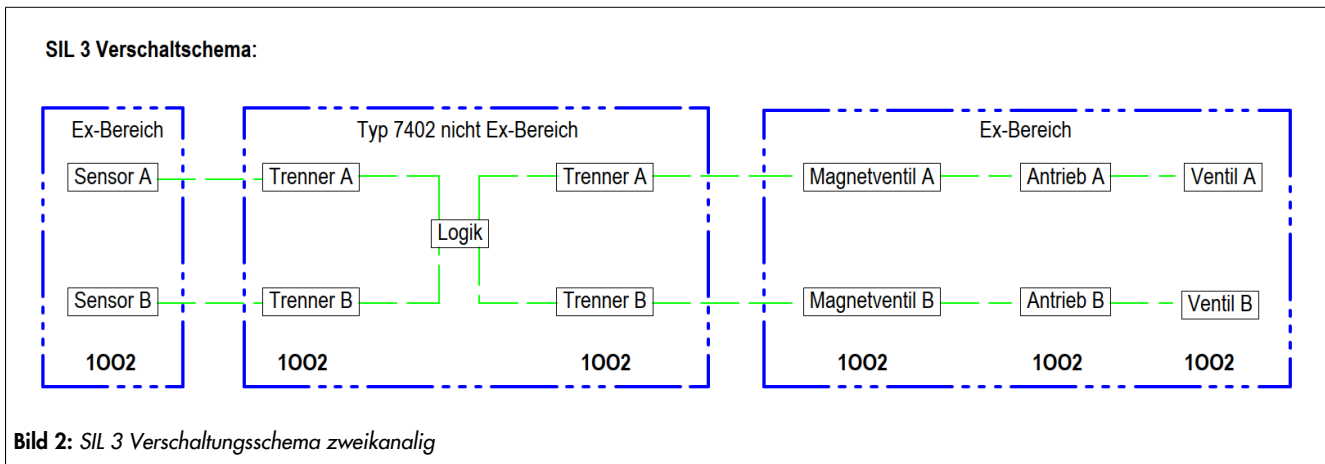 SIL 3 Verschaltschema:
Ex-Bereich
Typ 7402 nicht Ex-Bereich
Ex-Bereich
Sensor A
Trenner A
Trenner A
Magnetventil A
Antrieb A
Ventil A
Logik
Sensor B
Trenner B
Trenner B
Magnetventil B
Antrieb B
Ventil B
1OO2
1OO2
1OO2
1OO2
1OO2
1OO2
Bild 2: SIL 3 Verschaltungsschema zweikanalig